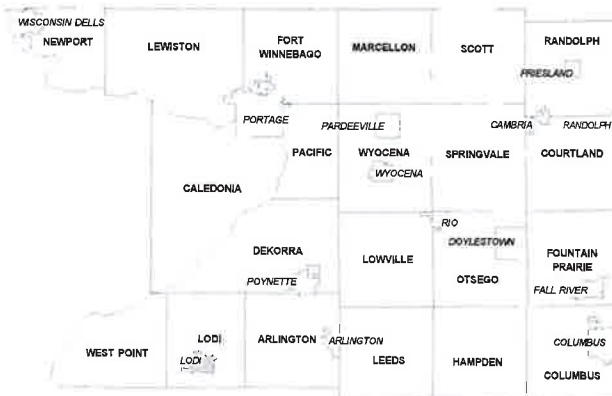 WISCONSIN DELLS
NEWPORT
LEWISTON
FORT
WINNEBAGO
MARCELLON
SCOTT
RANDOLPH
FRIESLAND
PORTAGE
PARDEEVILLE
CAMBRIA
RANDOLPH
PACIFIC
WYOCENA
SPRINGVALE
COURTLAND
WYOCENA
CALEDONIA
RIO
DOYLESTOWN
DEKORRA
LOWVILLE
FOUNTAIN
PRAIRIE
POYNETTE
OTSEGO
FALL RIVER
LODI
ARLINGTON
ARLINGTON
COLUMBUS
WEST POINT
LODI
LEEDS
HAMPDEN
COLUMBUS